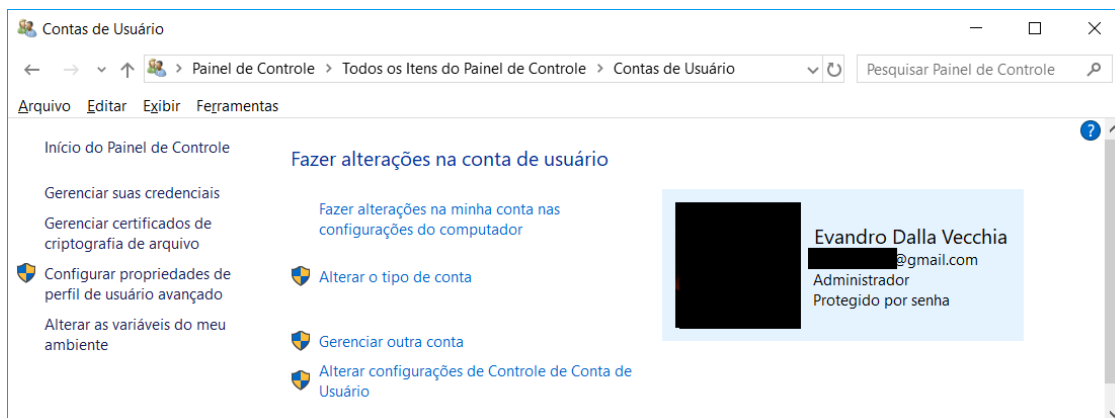 Contas de Usuário
Painel de Controle > Todos os Itens do Painel de Controle > Contas de Usuário
Pesquisar Painel de Controle
Arquivo Editar Exibir Ferramentas
?
Início do Painel de Controle
Gerenciar suas credenciais
Gerenciar certificados de
criptografia de arquivo
Configurar propriedades de
perfil de usuário avançado
Alterar as variáveis do meu
ambiente
Fazer alterações na conta de usuário
Fazer alterações na minha conta nas
configurações do computador
Alterar o tipo de conta
Gerenciar outra conta
Alterar configurações de Controle de Conta de
Usuário
Evandro Dalla Vecchia
@gmail.com
Administrador
Protegido por senha